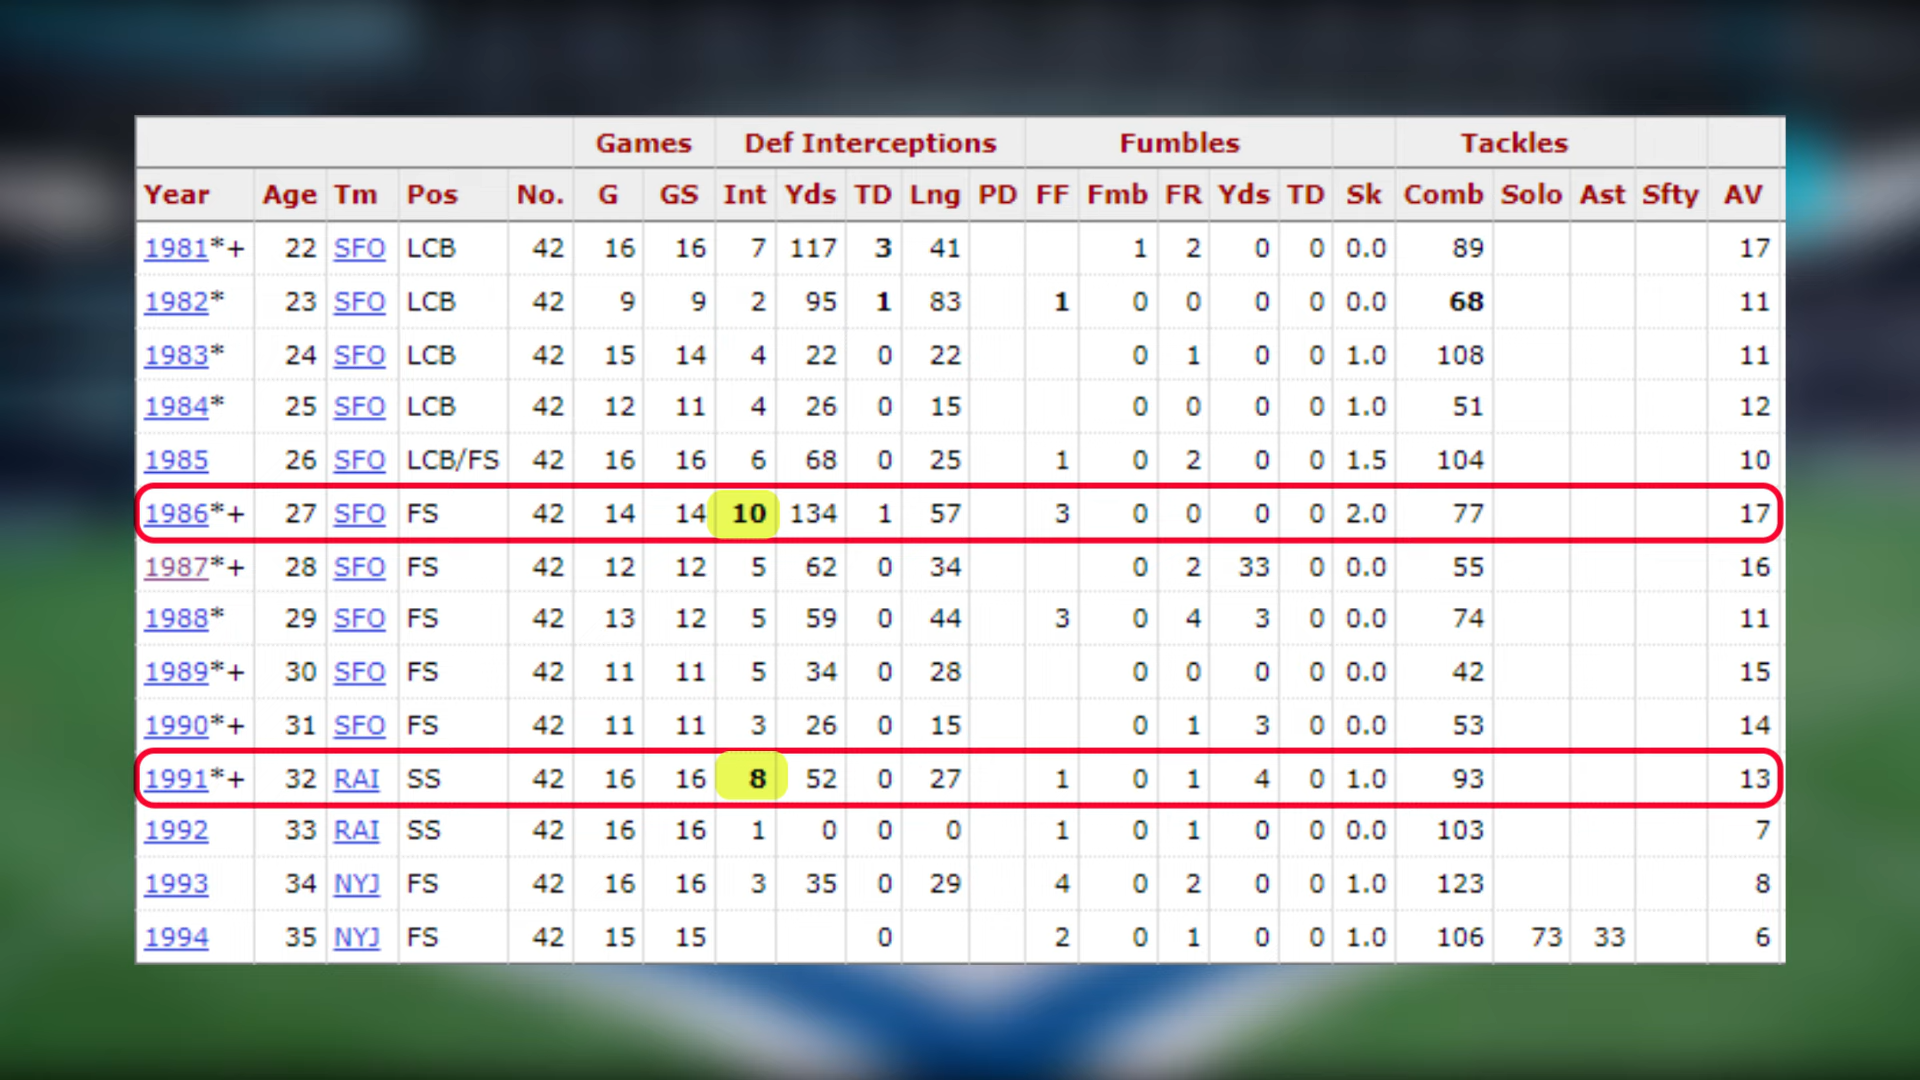 Games Def Interceptions Fumbles Tackles
Year Age Tm Pos No. G GS Int Yds TD Lng PD FF Fmb FR Yds TD Sk Comb Solo Ast Sfty AV
1981*+ 22 SFO LCB 42 16 16 7 117 3 41 1 2 0 0 0.0 89 17
1982* 23 SFO LCB 42 9 9 2 95 1 83 1 0 0 0 0 0.0 68 11
1983* 24 SFO LCB 42 15 14 4 22 0 22 0 1 0 0 1.0 108 11
1984* 25 SFO LCB 42 12 11 4 26 0 15 0 0 0 0 1.0 51 12
1985 26 SFO LCB/FS 42 16 16 6 68 0 25 1 0 2 0 0 1.5 104 10
1986*+ 27 SFO FS 42 14 14 10 134 1 57 3 0 0 0 0 2.0 77 17
1987*+ 28 SFO FS 42 12 12 5 62 0 34 0 2 33 0 0.0 55 16
1988* 29 SFO FS 42 13 12 5 59 0 44 3 0 4 3 0 0.0 74 11
1989*+ 30 SFO FS 42 11 11 5 34 0 28 0 0 0 0 0.0 42 15
1990*+ 31 SFO FS 42 11 11 3 26 0 15 0 1 3 0 0.0 53 14
1991*+ 32 RAI SS 42 16 16 8 52 0 27 1 0 1 4 0 1.0 93 13
1992 33 RAI SS 42 16 16 1 0 0 0 1 0 1 0 0 0.0 103 7
1993 34 NYJ FS 42 16 16 3 35 0 29 4 0 2 0 0 1.0 123 8
1994 35 NYJ FS 42 15 15 0 2 0 1 0 0 1.0 106 73 33 6